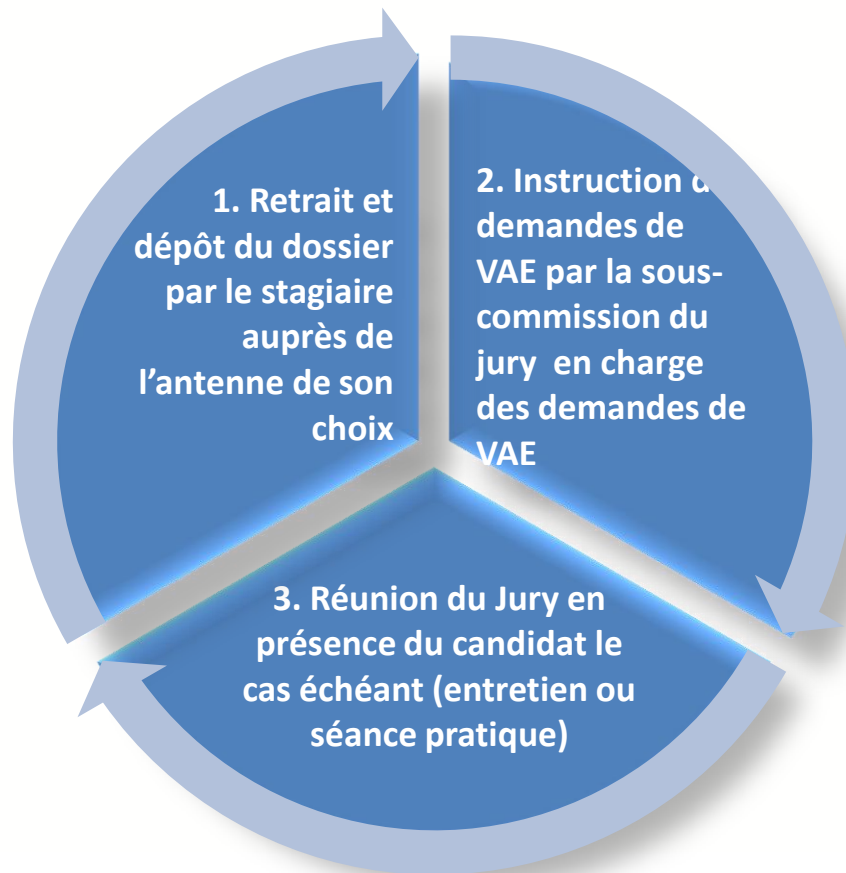 1. Retrait et
dépôt du dossier
par le stagiaire
auprès de
l’antenne de son
choix
2. Instruction
demandes de
VAE par la sous-
commission du
jury en charge
des demandes de
VAE
3. Réunion du Jury en
présence du candidat le
cas échéant (entretien ou
séance pratique)